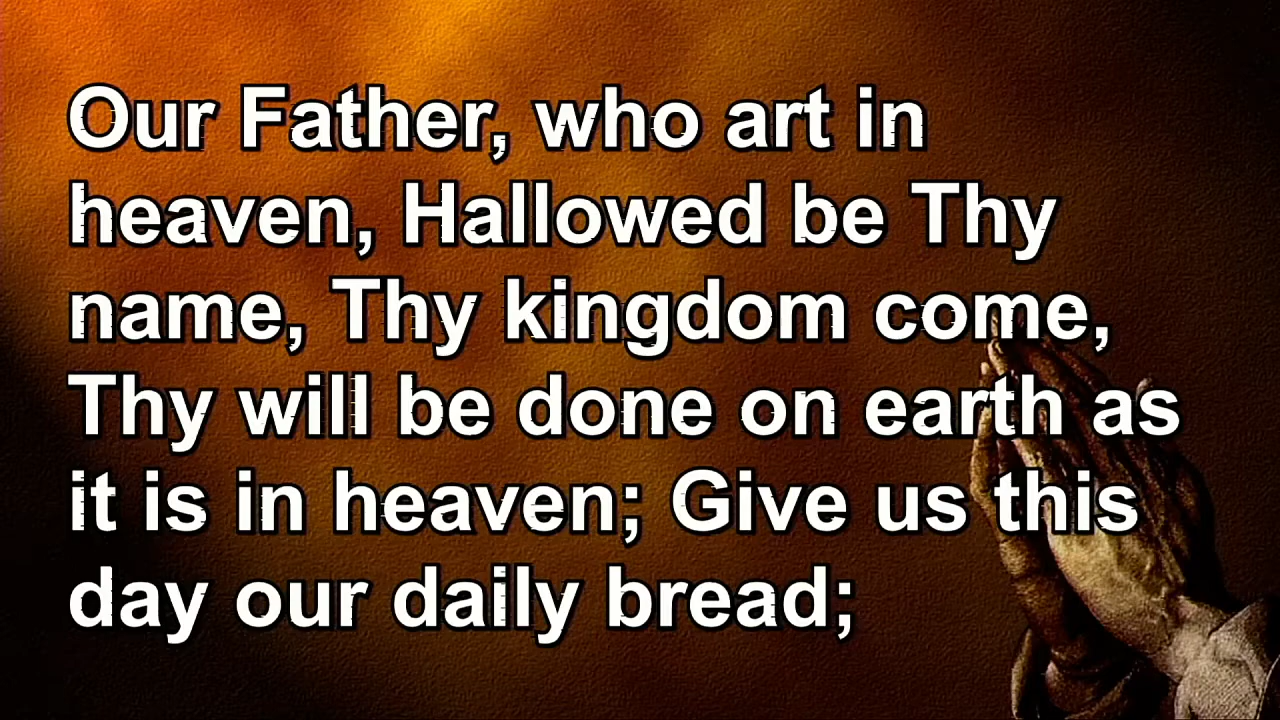 Our Father, who art in
heaven, Hallowed be Thy
name, Thy kingdom come,
Thy will be done on earth as
it is in heaven; Give us this
day our daily bread;